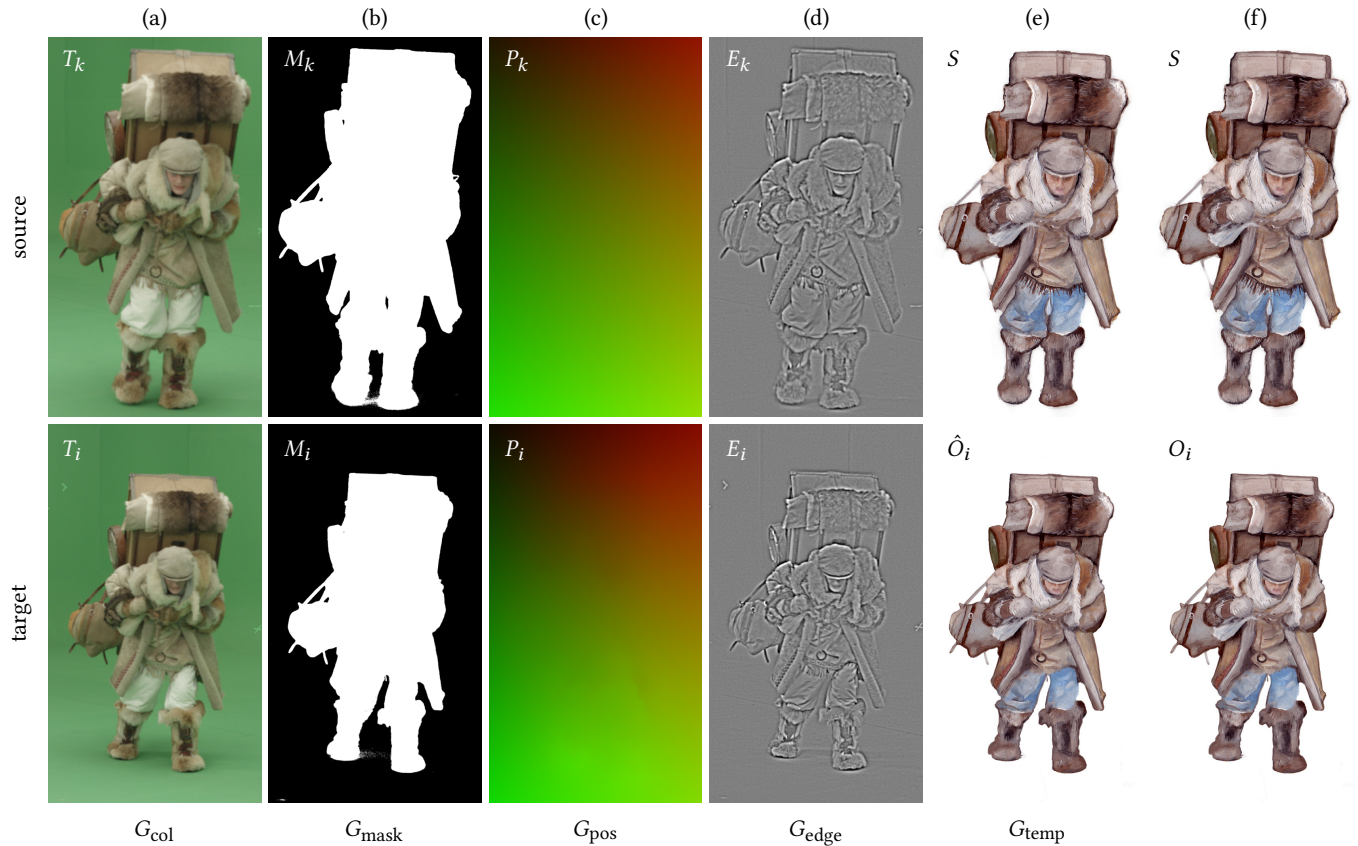 (a) (b) (c) (d) (e) (f)
source
T_k M_k P_k E_k S S
target
T_i M_i P_i E_i Ô_i O_i
G_col G_mask G_pos G_edge G_temp